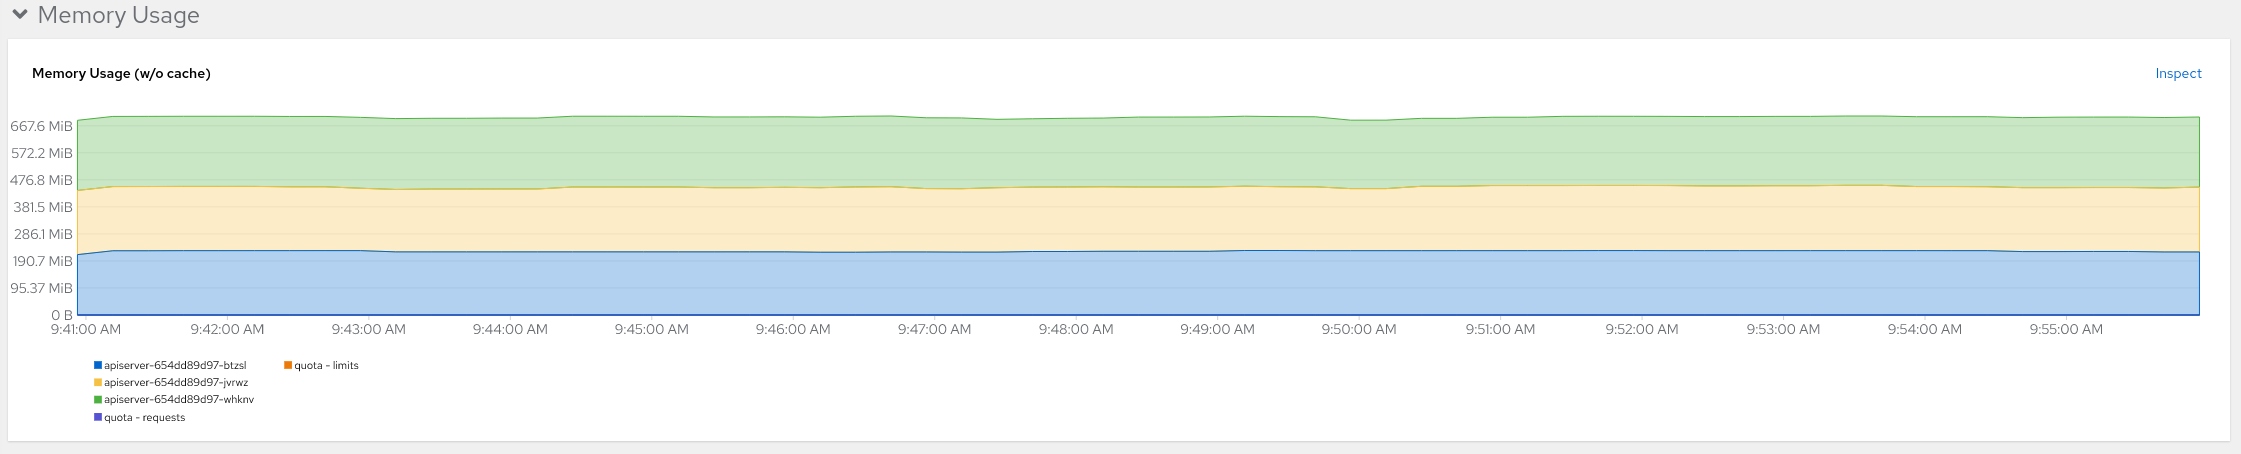 Memory Usage
Memory Usage (w/o cache)
Inspect
667.6 MiB
572.2 MiB
476.8 MiB
381.5 MiB
286.1 MiB
190.7 MiB
95.37 MiB
0 B
9:41:00 AM 9:42:00 AM 9:43:00 AM 9:44:00 AM 9:45:00 AM 9:46:00 AM 9:47:00 AM 9:48:00 AM 9:49:00 AM 9:50:00 AM 9:51:00 AM 9:52:00 AM 9:53:00 AM 9:54:00 AM 9:55:00 AM
apiserver-654dd89d97-btzsl quota - limits
apiserver-654dd89d97-jvrwz
apiserver-654dd89d97-whknv
quota - requests